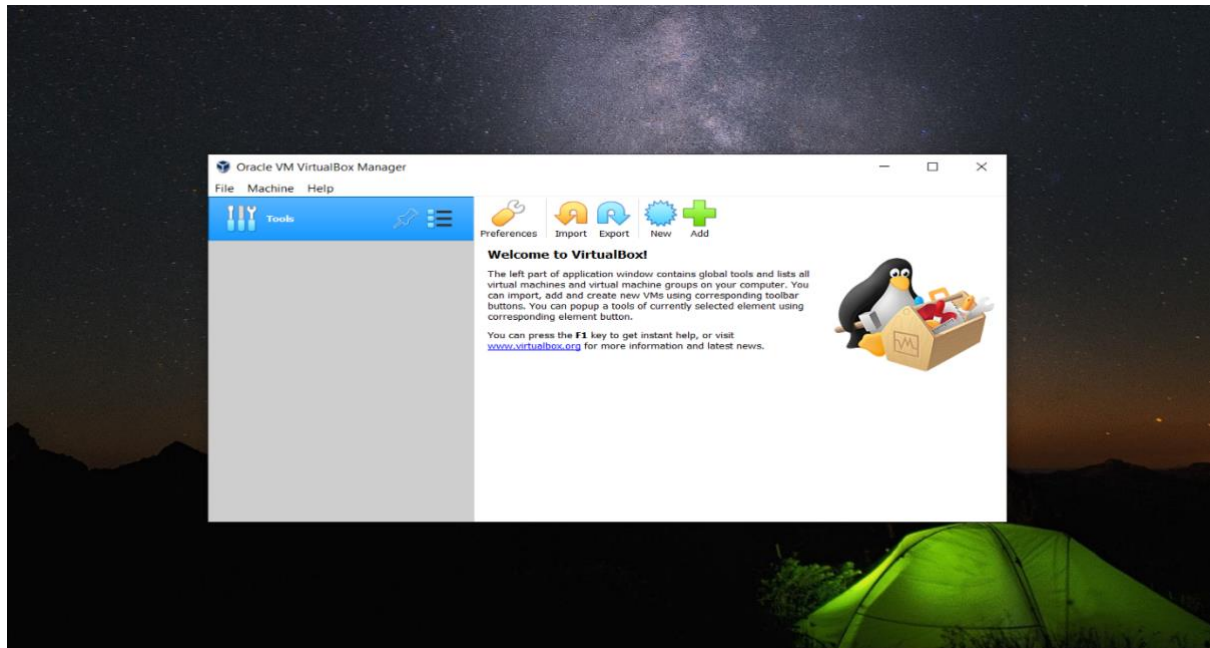 Oracle VM VirtualBox Manager
File Machine Help
Tools
Preferences Import Export New Add
Welcome to VirtualBox!
The left part of application window contains global tools and lists all
virtual machines and virtual machine groups on your computer. You
can import, add and create new VMs using corresponding toolbar
buttons. You can popup a tools of currently selected element using
corresponding element button.
You can press the F1 key to get instant help, or visit
www.virtualbox.org for more information and latest news.